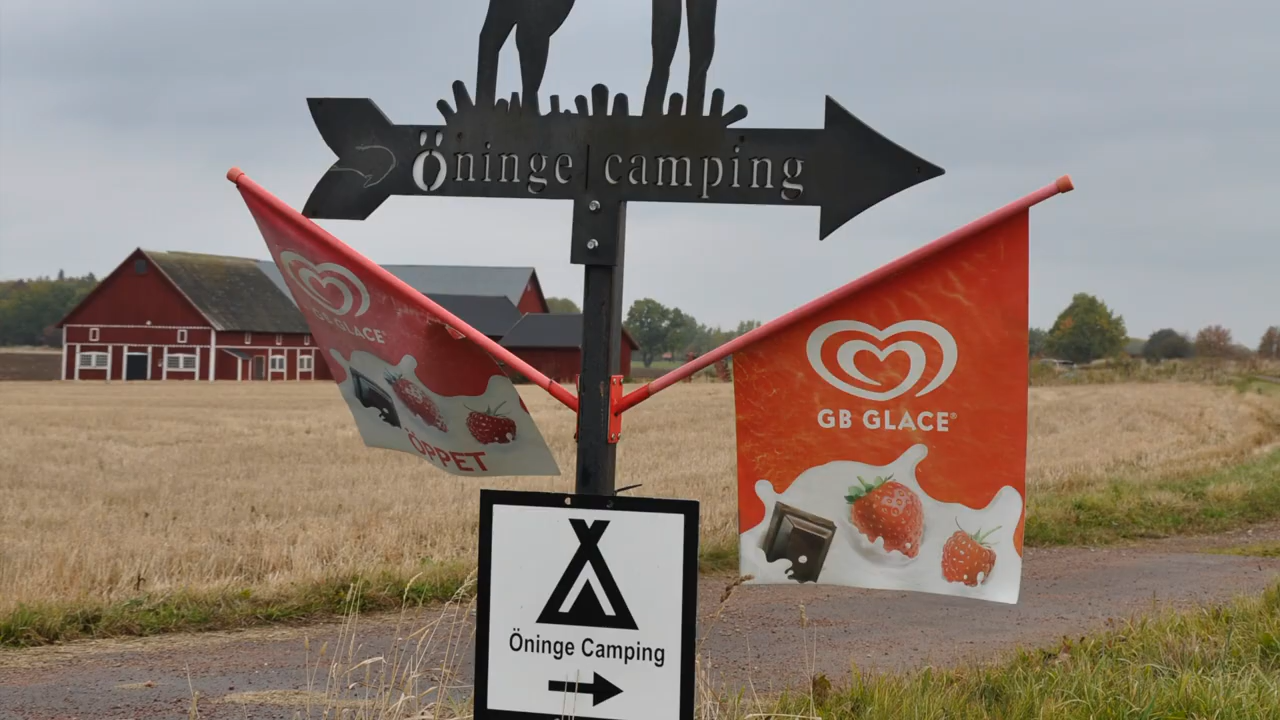 Öninge camping
GB GLACE
ÖPPET
GB GLACE®
Öninge Camping